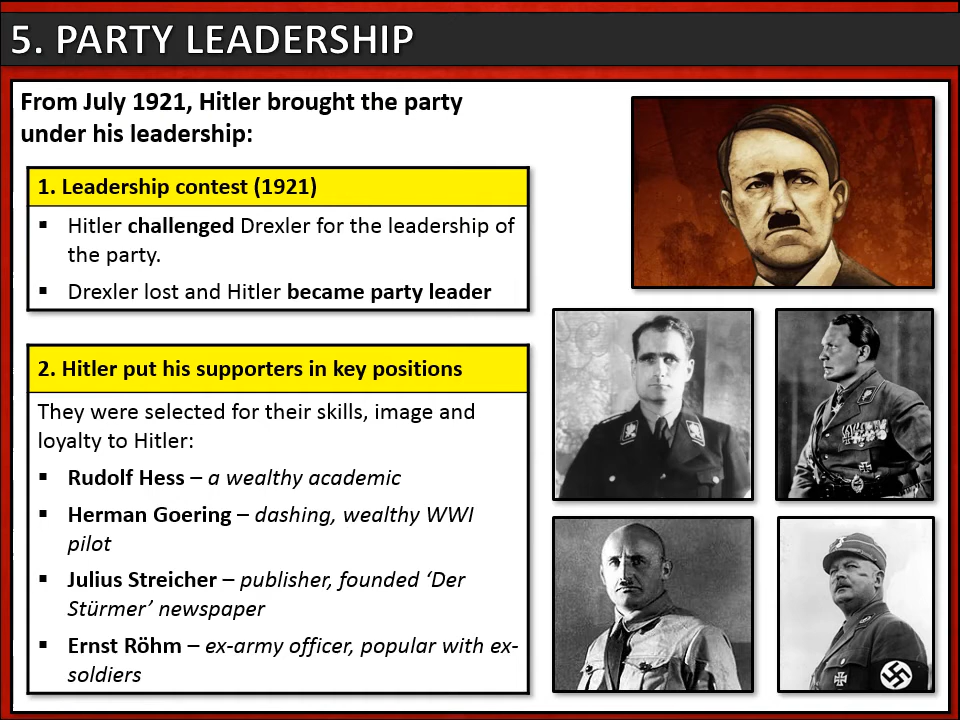 5. PARTY LEADERSHIP
From July 1921, Hitler brought the party
under his leadership:
1. Leadership contest (1921)
▪ Hitler challenged Drexler for the leadership of
the party.
▪ Drexler lost and Hitler became party leader
2. Hitler put his supporters in key positions
They were selected for their skills, image and
loyalty to Hitler:
▪ Rudolf Hess – a wealthy academic
▪ Herman Goering – dashing, wealthy WWI
pilot
▪ Julius Streicher – publisher, founded ‘Der
Stürmer’ newspaper
▪ Ernst Röhm – ex-army officer, popular with ex-
soldiers